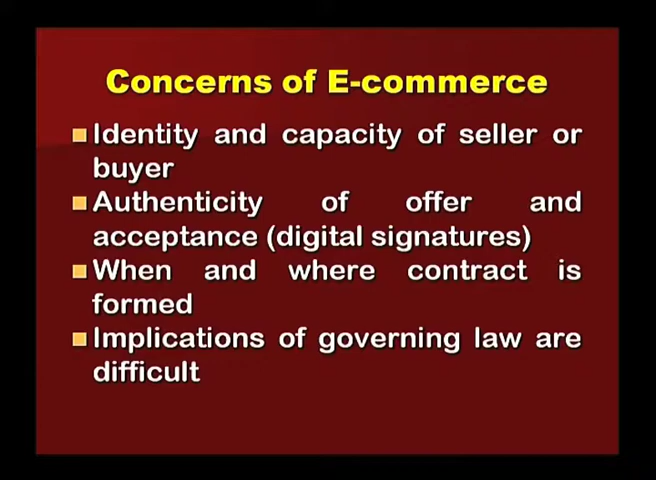 Concerns of E-commerce
Identity and capacity of seller or
buyer
Authenticity of offer and
acceptance (digital signatures)
When and where contract is
formed
Implications of governing law are
difficult